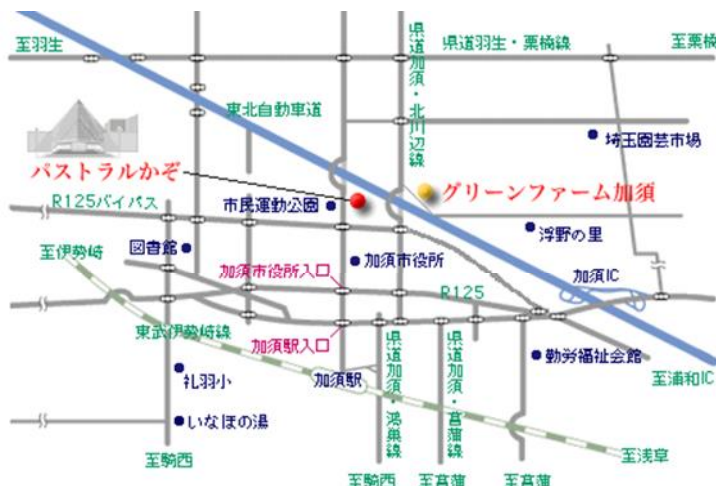 至羽生
県道羽生・栗橋線
至栗橋
県道加須・北川辺線
東北自動車道
埼玉園芸市場
パストラルかぞ
グリーンファーム加須
R125バイパス
市民運動公園
浮野の里
図書館
加須市役所
至伊勢崎
加須市役所入口
加須IC
R125
東武伊勢崎線
加須駅入口
県道加須・鴻巣線
県道加須・菖蒲線
勤労福祉会館
礼羽小
加須駅
至浦和IC
いなほの湯
至浅草
至騎西
至騎西
至菖蒲
至菖蒲